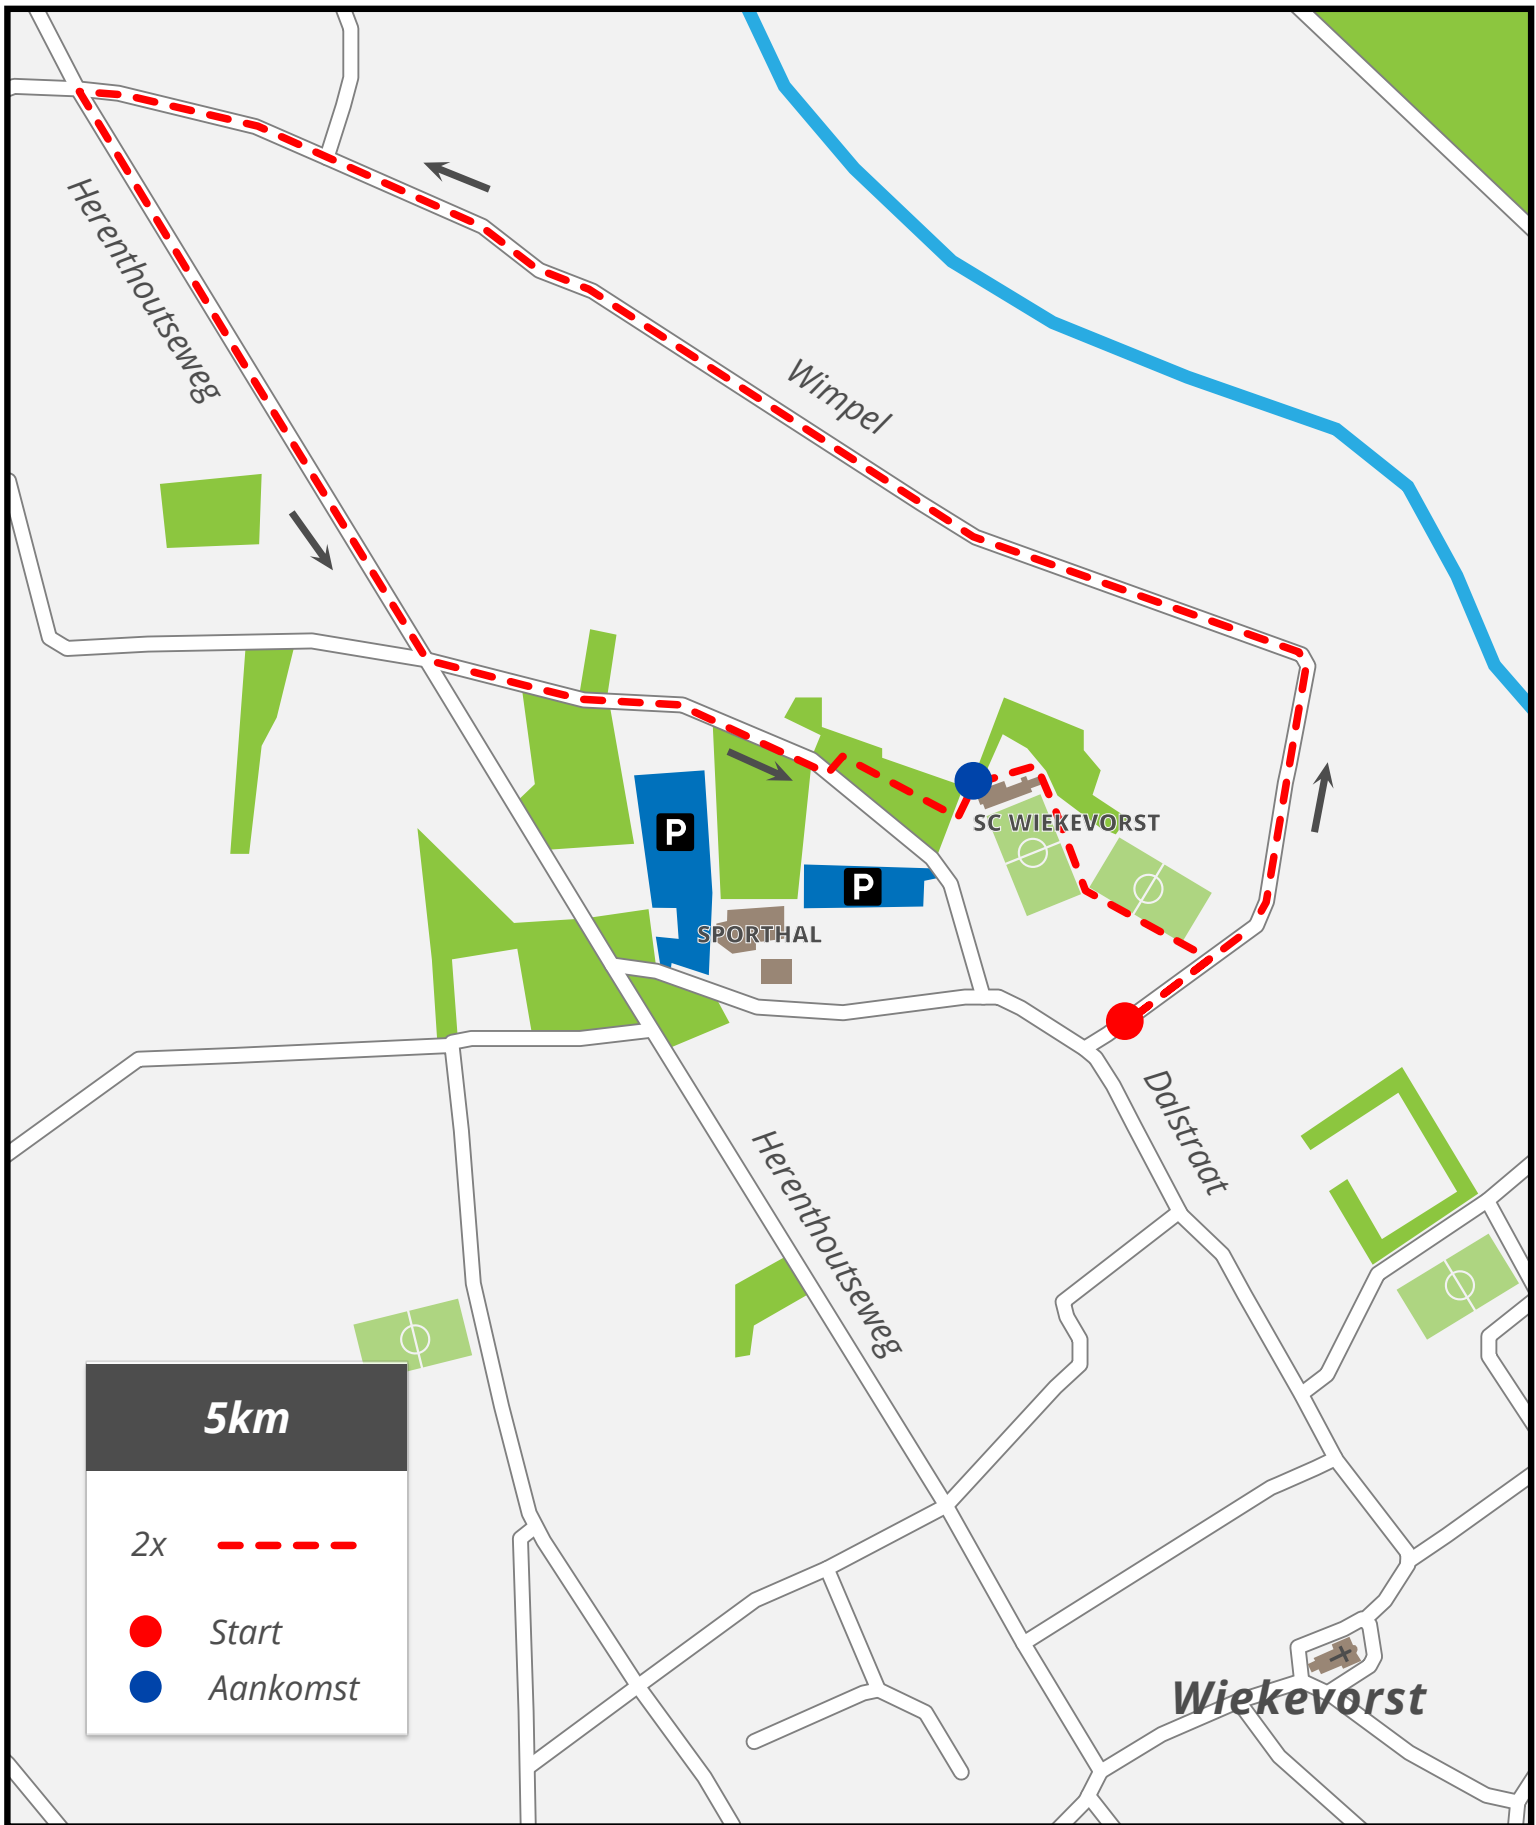 Herenthoutseweg
Wimpel
P
P
SC WIEKEVORST
SPORTHAL
Dalstraat
Herenthoutseweg
5km
2x
Start
Aankomst
Wiekevorst